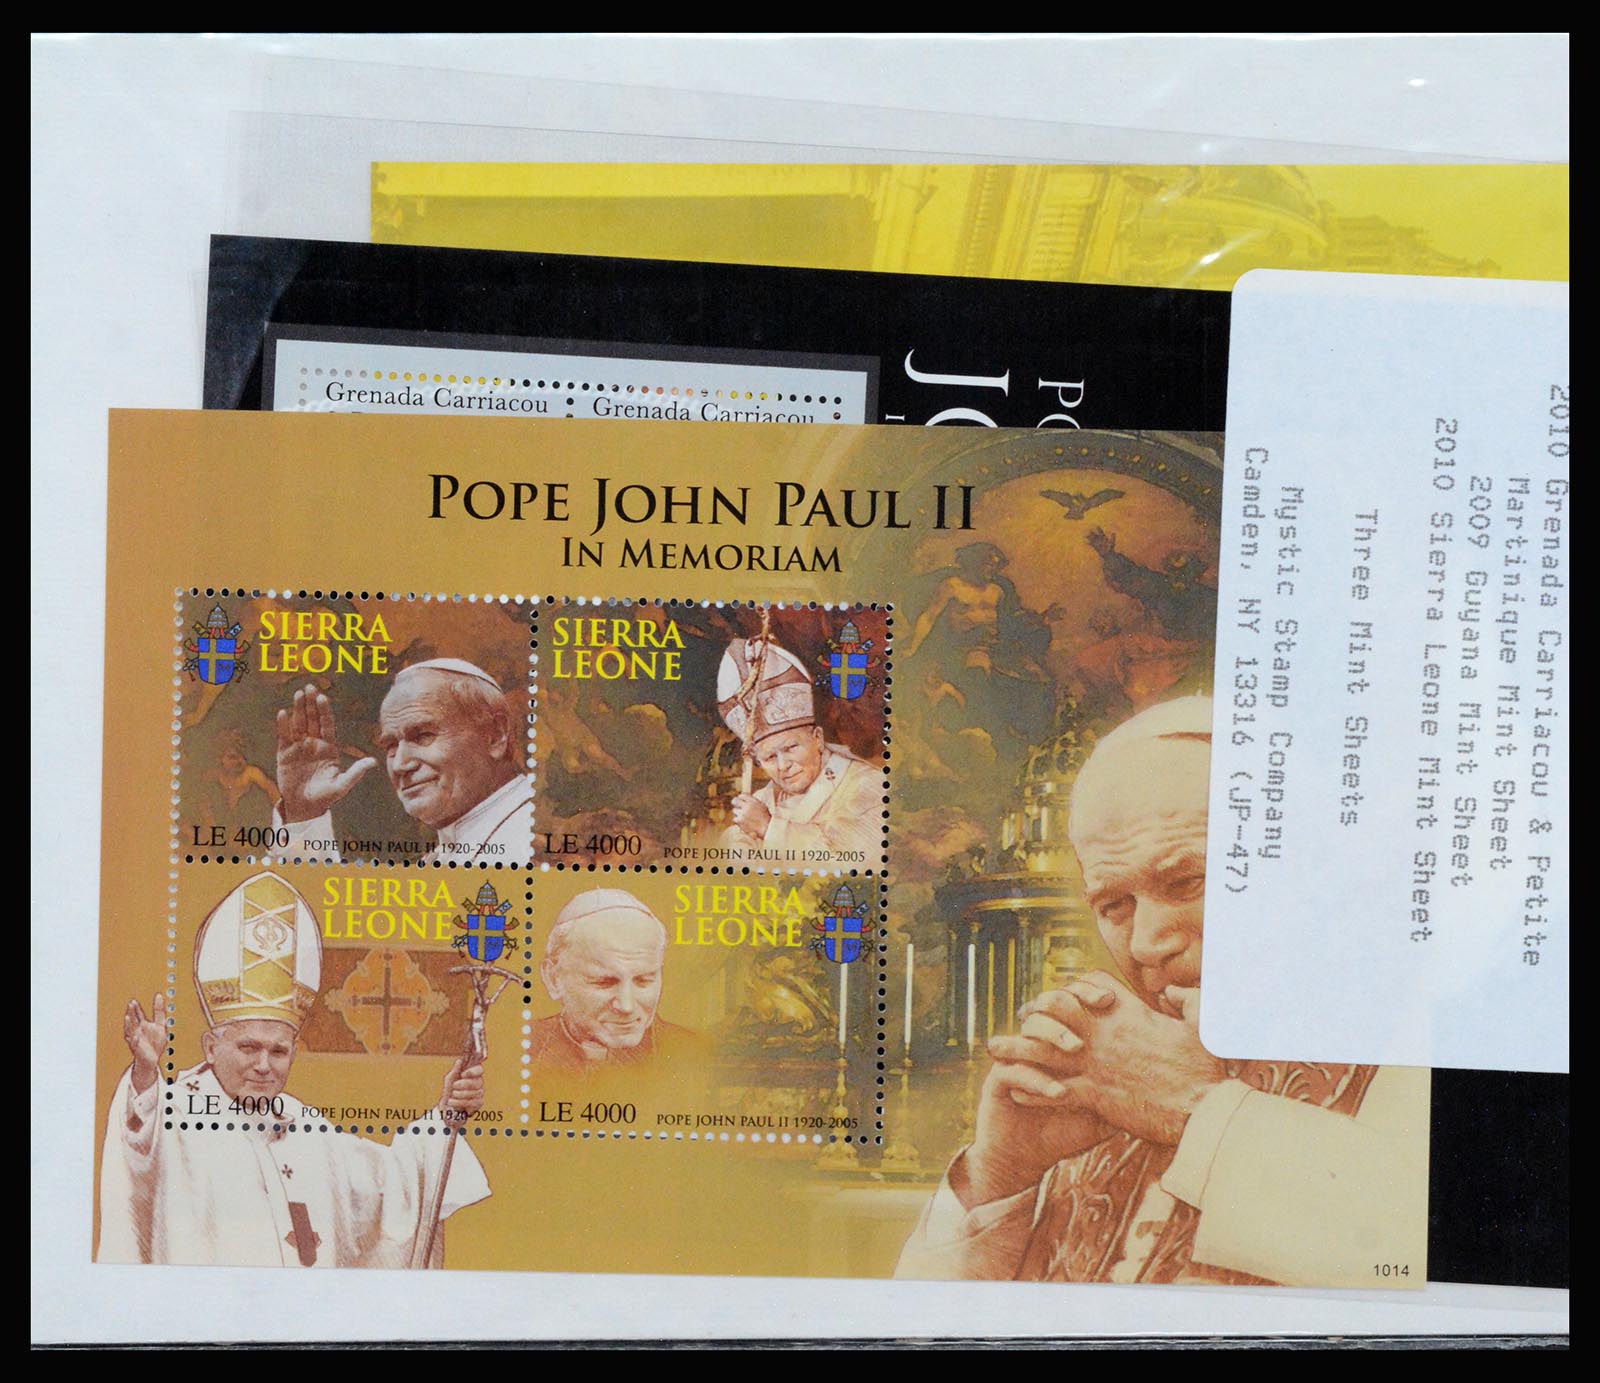 Grenada Carriacou
Grenada Carriacou
POPE JOHN PAUL II
IN MEMORIAM
SIERRA
LEONE
LE 4000
POPE JOHN PAUL II 1920-2005
SIERRA
LEONE
LE 4000
POPE JOHN PAUL II 1920-2005
SIERRA
LEONE
LE 4000
POPE JOHN PAUL II 1920-2005
SIERRA
LEONE
LE 4000
POPE JOHN PAUL II 1920-2005
1014
2010 Grenada Carriacou & Petite
Martinique Mint Sheet
2009 Guyana Mint Sheet
2010 Sierra Leone Mint Sheet
Three Mint Sheets
Mystic Stamp Company
Camden, NY 13316 (JP-47)